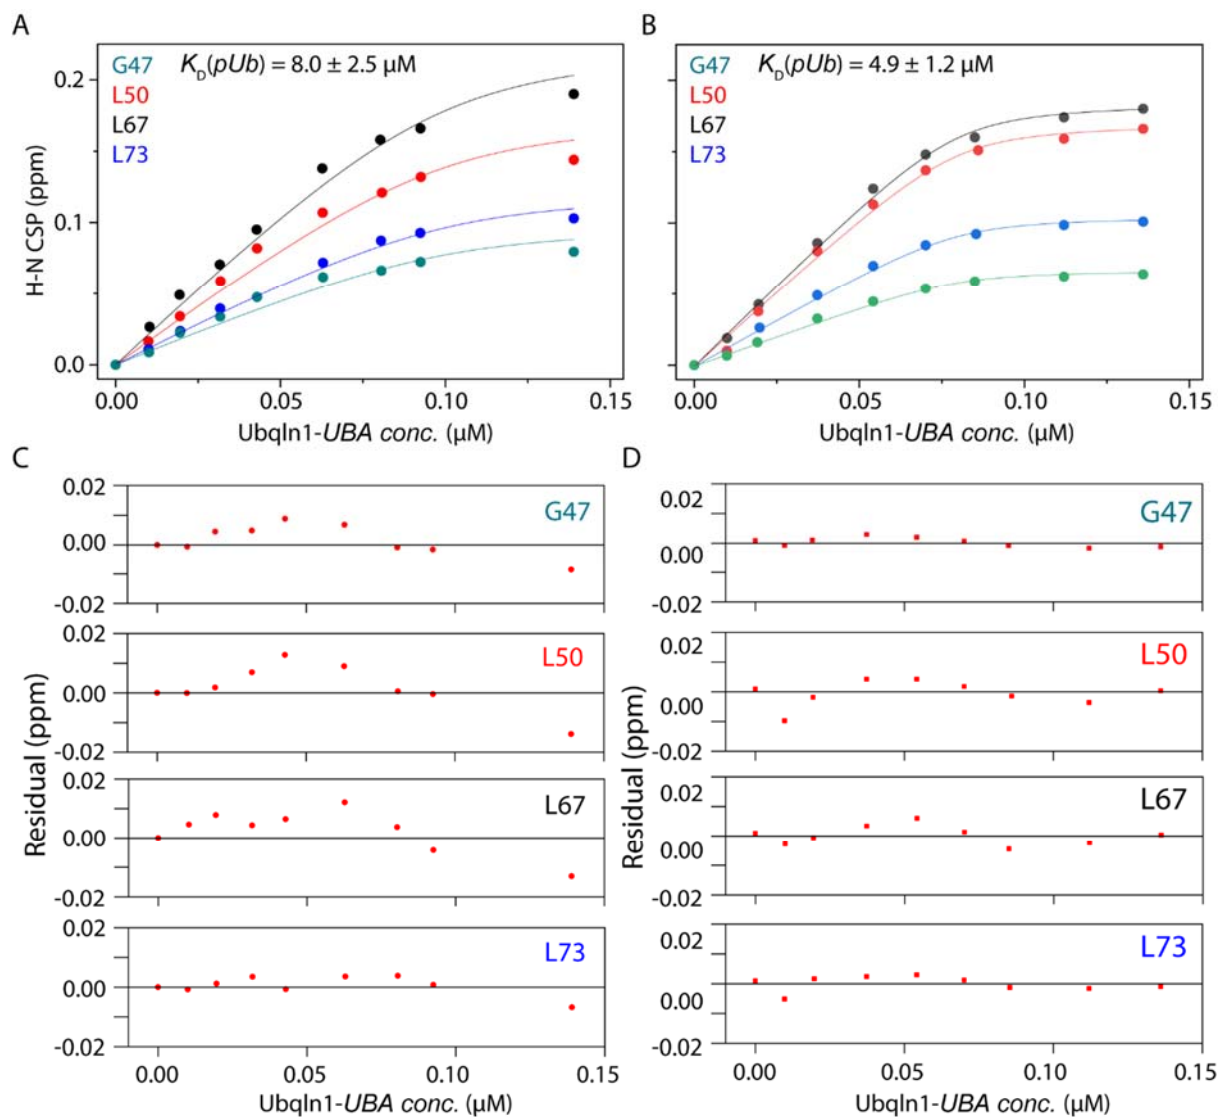 A
B
G47
L50
L67
L73
K_D(pUb) = 8.0 ± 2.5 μM
G47
L50
L67
L73
K_D(pUb) = 4.9 ± 1.2 μM
H-N CSP (ppm)
0.2
0.1
0.0
0.00 0.05 0.10 0.15
0.00 0.05 0.10 0.15
Ubqln1-UBA conc. (μM)
Ubqln1-UBA conc. (μM)
C
D
Residual (ppm)
0.02
0.00
-0.02
G47
0.02
0.00
-0.02
L50
0.02
0.00
-0.02
L67
0.02
0.00
-0.02
L73
0.00 0.05 0.10 0.15
Ubqln1-UBA conc. (μM)
Residual (ppm)
0.02
0.00
-0.02
G47
0.02
0.00
-0.02
L50
0.02
0.00
-0.02
L67
0.02
0.00
-0.02
L73
0.00 0.05 0.10 0.15
Ubqln1-UBA conc. (μM)